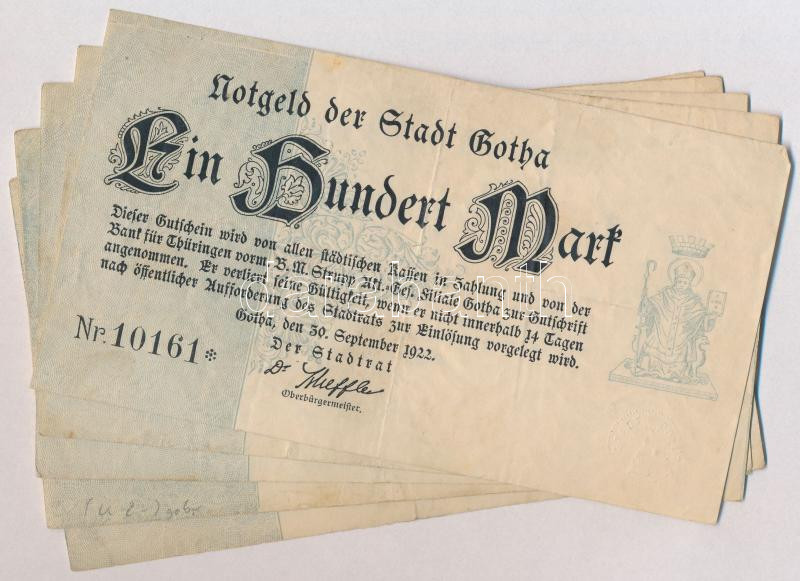 Notgeld der Stadt Gotha
Ein Hundert Mark
Dieser Gutschein wird von allen städtischen Kassen in Zahlung und von der
Bank für Thüringen vorm. B. M. Strupp Akt.-Ges. Filiale Gotha zur Gutschrift
angenommen. Er verliert seine Gültigkeit, wenn er nicht innerhalb 14 Tagen
nach öffentlicher Aufforderung des Stadtrats zur Einlösung vorgelegt wird.
Gotha, den 30. September 1922.
Der Stadtrat
Nr. 10161*
Dr
Oberbürgermeister.